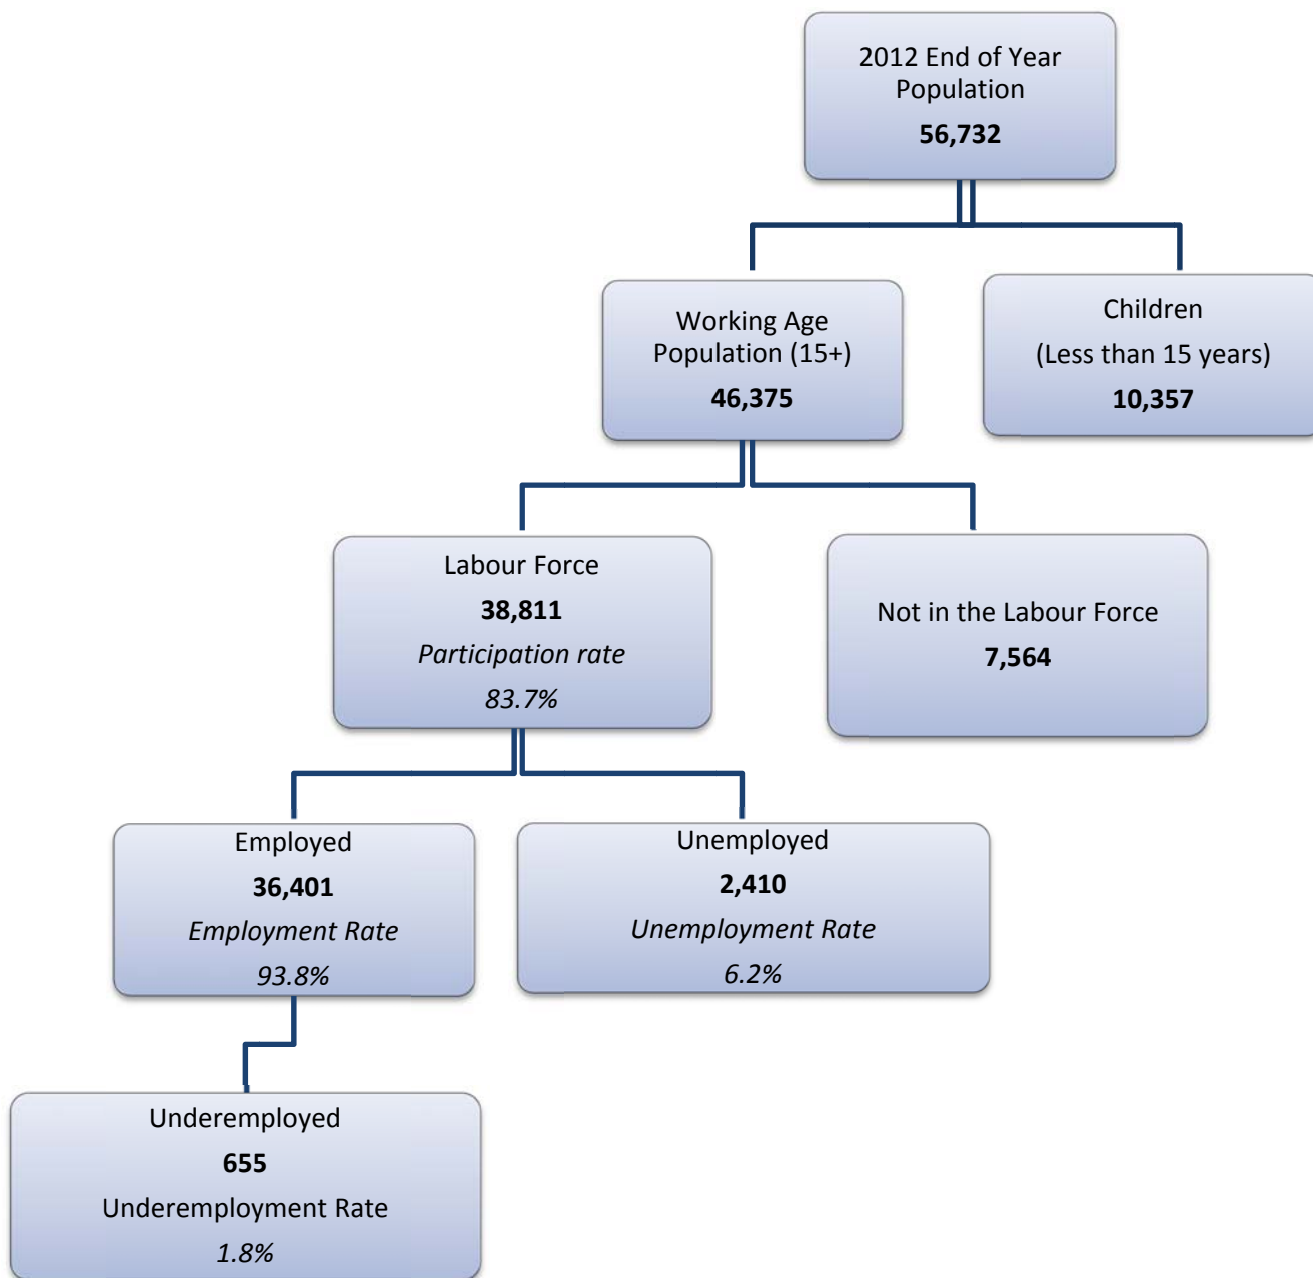 2012 End of Year
Population
56,732
Working Age
Population (15+)
46,375
Children
(Less than 15 years)
10,357
Labour Force
38,811
Participation rate
83.7%
Not in the Labour Force
7,564
Employed
36,401
Employment Rate
93.8%
Unemployed
2,410
Unemployment Rate
6.2%
Underemployed
655
Underemployment Rate
1.8%